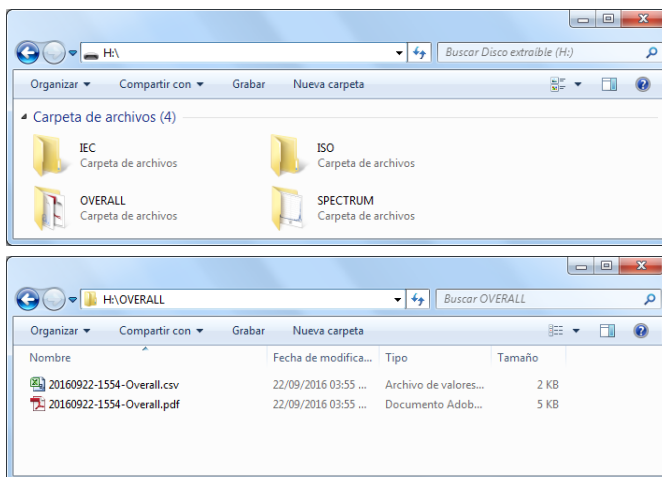 H:\
Buscar Disco extraíble (H:)
Organizar Compartir con Grabar Nueva carpeta
Carpeta de archivos (4)
IEC ISO
Carpeta de archivos Carpeta de archivos
OVERALL SPECTRUM
Carpeta de archivos Carpeta de archivos
H:\OVERALL
Buscar OVERALL
Organizar Compartir con Grabar Nueva carpeta
Nombre Fecha de modifica... Tipo Tamaño
20160922-1554-Overall.csv 22/09/2016 03:55 ... Archivo de valores... 2 KB
20160922-1554-Overall.pdf 22/09/2016 03:55 ... Documento Adob... 5 KB